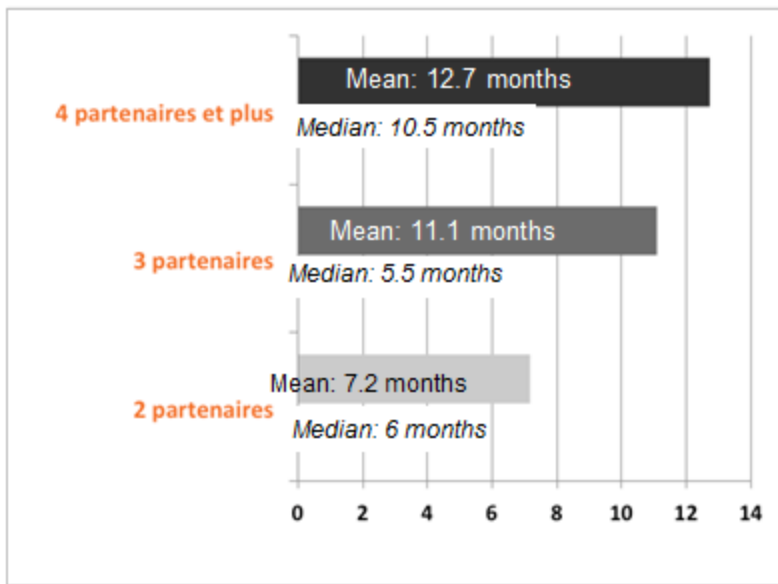 Mean: 12.7 months
4 partenaires et plus
Median: 10.5 months
Mean: 11.1 months
3 partenaires
Median: 5.5 months
Mean: 7.2 months
2 partenaires
Median: 6 months
0 2 4 6 8 10 12 14